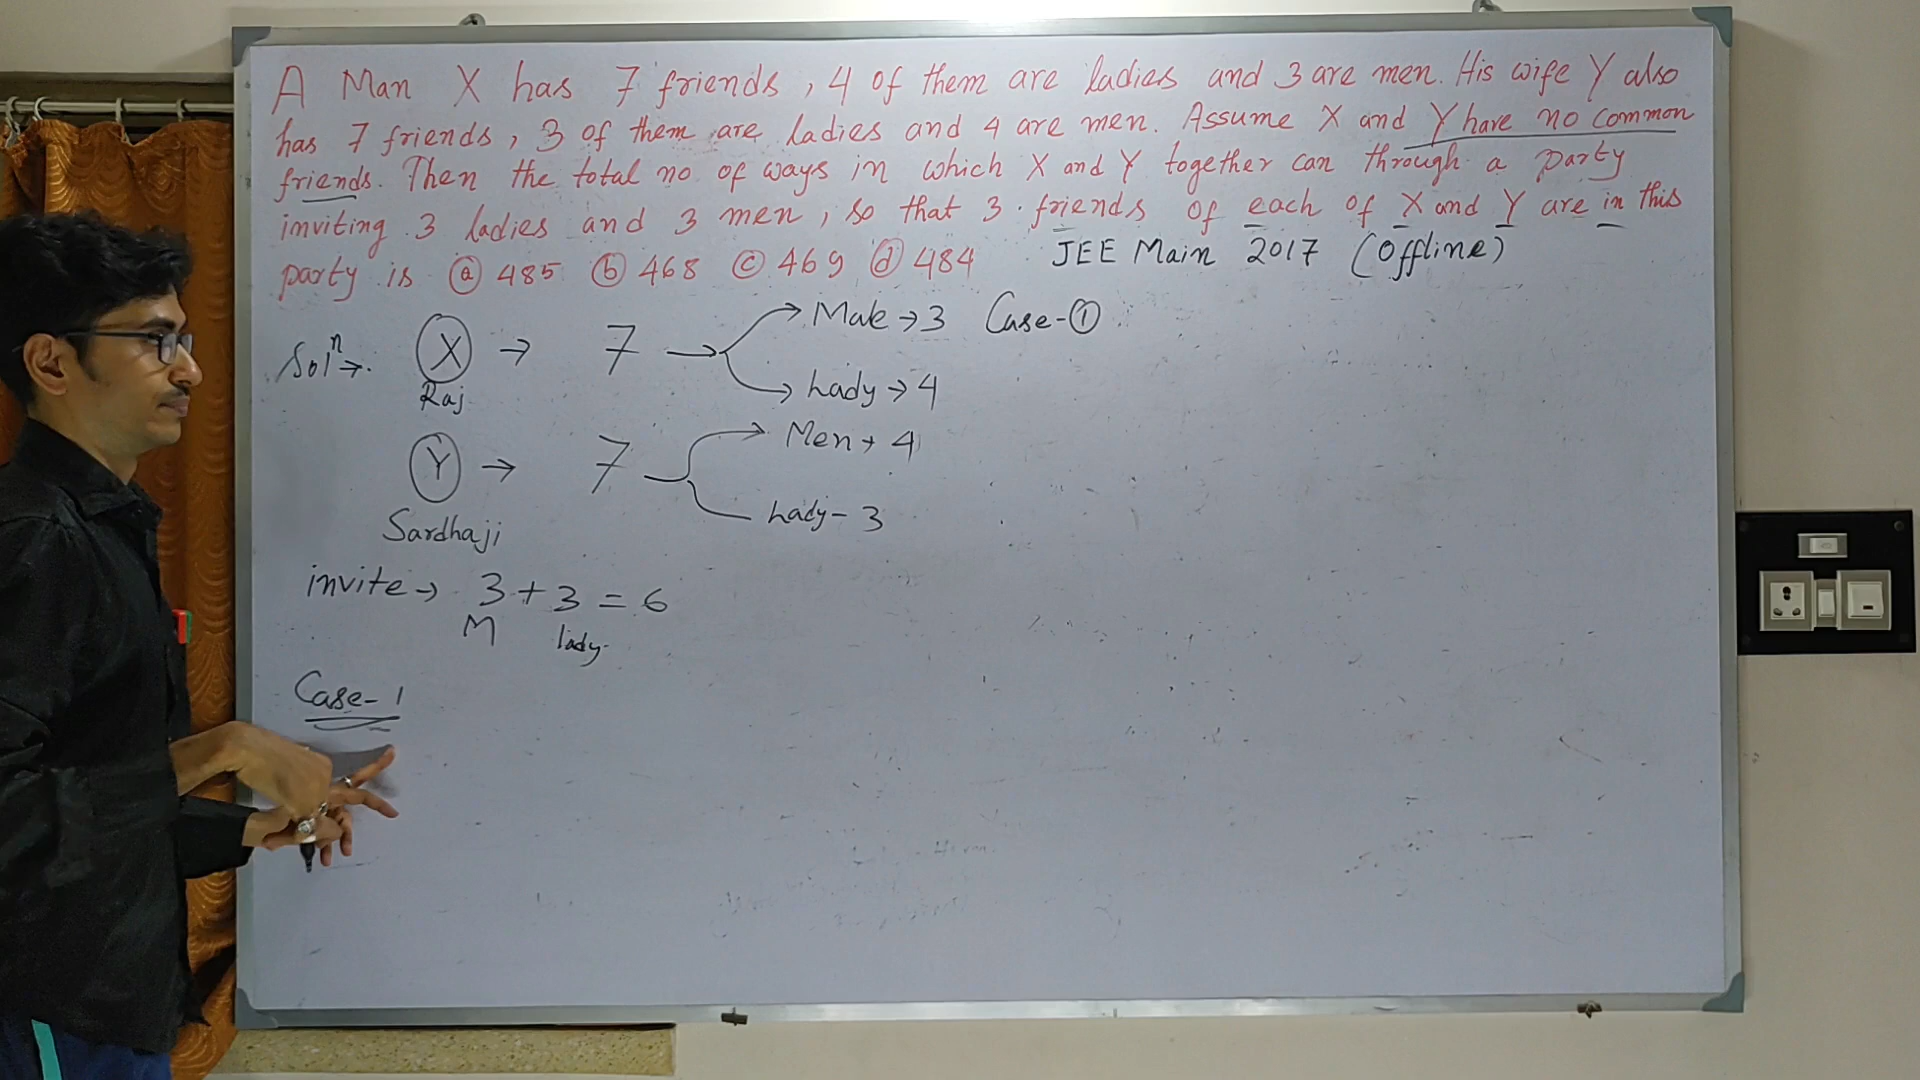 A Man X has 7 friends, 4 of them are ladies and 3 are men. His wife Y also
has 7 friends, 3 of them are ladies and 4 are men. Assume X and Y have no common
friends. Then the total no of ways in which X and Y together can through a party
inviting 3 ladies and 3 men, so that 3 friends of each of X and Y are in this
party is (a) 485 (b) 468 (c) 469 (d) 484 JEE Main 2017 (Offline)
Solⁿ→. X → 7 → Male → 3 Case-①
Raj → Lady → 4
Y → 7 → Men → 4
Sardhaji Lady - 3
invite → 3 + 3 = 6
M lady
Case-1